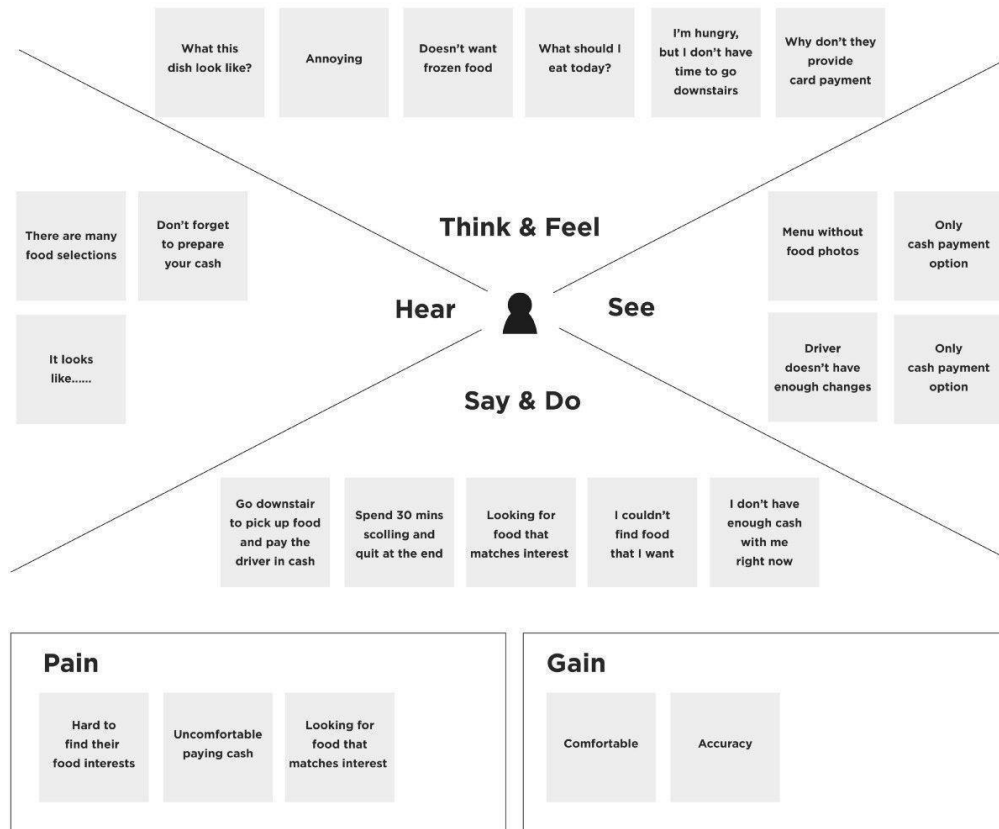 What this
dish look like?
Annoying
Doesn't want
frozen food
What should I
eat today?
I'm hungry,
but I don't have
time to go
downstairs
Why don't they
provide
card payment
Think & Feel
There are many
food selections
Don't forget
to prepare
your cash
It looks
like......
Hear
See
Menu without
food photos
Only
cash payment
option
Driver
doesn't have
enough changes
Only
cash payment
option
Say & Do
Go downstair
to pick up food
and pay the
driver in cash
Spend 30 mins
scolling and
quit at the end
Looking for
food that
matches interest
I couldn't
find food
that I want
I don't have
enough cash
with me
right now
Pain
Hard to
find their
food interests
Uncomfortable
paying cash
Looking for
food that
matches interest
Gain
Comfortable
Accuracy